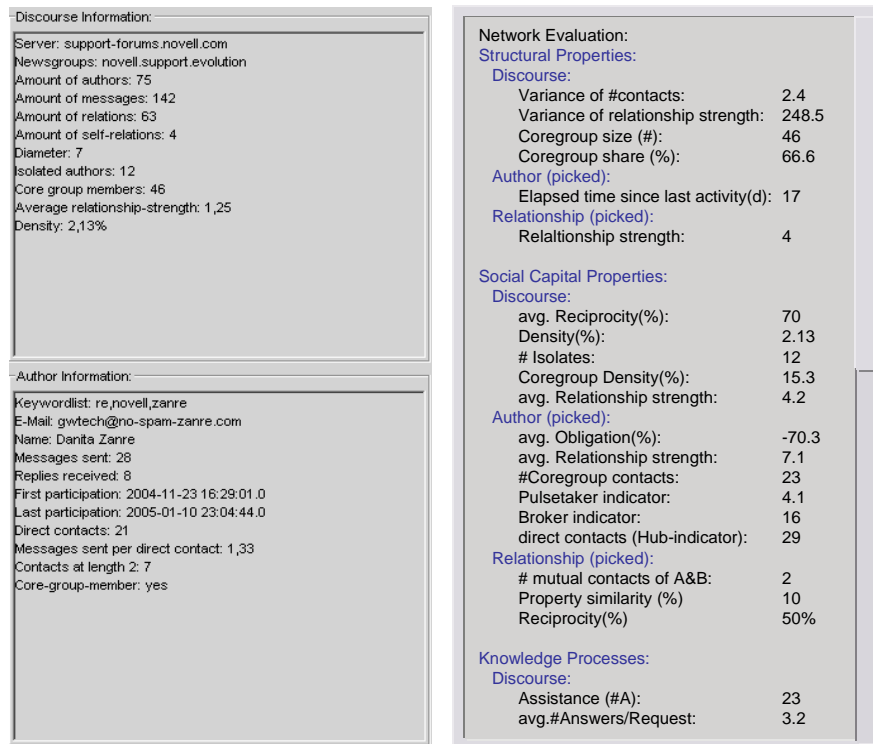 Discourse Information:
Server: support-forums.novell.com
Newsgroups: novell.support.evolution
Amount of authors: 75
Amount of messages: 142
Amount of relations: 63
Amount of self-relations: 4
Diameter: 7
Isolated authors: 12
Core group members: 46
Average relationship-strength: 1,25
Density: 2,13%
Author Information:
Keywordlist: re,novell,zanre
E-Mail: gwtech@no-spam-zanre.com
Name: Danita Zanre
Messages sent: 28
Replies received: 8
First participation: 2004-11-23 16:29:01.0
Last participation: 2005-01-10 23:04:44.0
Direct contacts: 21
Messages sent per direct contact: 1,33
Contacts at length 2: 7
Core-group-member: yes
Network Evaluation:
Structural Properties:
Discourse:
Variance of #contacts: 2.4
Variance of relationship strength: 248.5
Coregroup size (#): 46
Coregroup share (%): 66.6
Author (picked):
Elapsed time since last activity(d): 17
Relationship (picked):
Relaltionship strength: 4
Social Capital Properties:
Discourse:
avg. Reciprocity(%): 70
Density(%): 2.13
# Isolates: 12
Coregroup Density(%): 15.3
avg. Relationship strength: 4.2
Author (picked):
avg. Obligation(%): -70.3
avg. Relationship strength: 7.1
#Coregroup contacts: 23
Pulsetaker indicator: 4.1
Broker indicator: 16
direct contacts (Hub-indicator): 29
Relationship (picked):
# mutual contacts of A&B: 2
Property similarity (%) 10
Reciprocity(%) 50%
Knowledge Processes:
Discourse:
Assistance (#A): 23
avg.#Answers/Request: 3.2